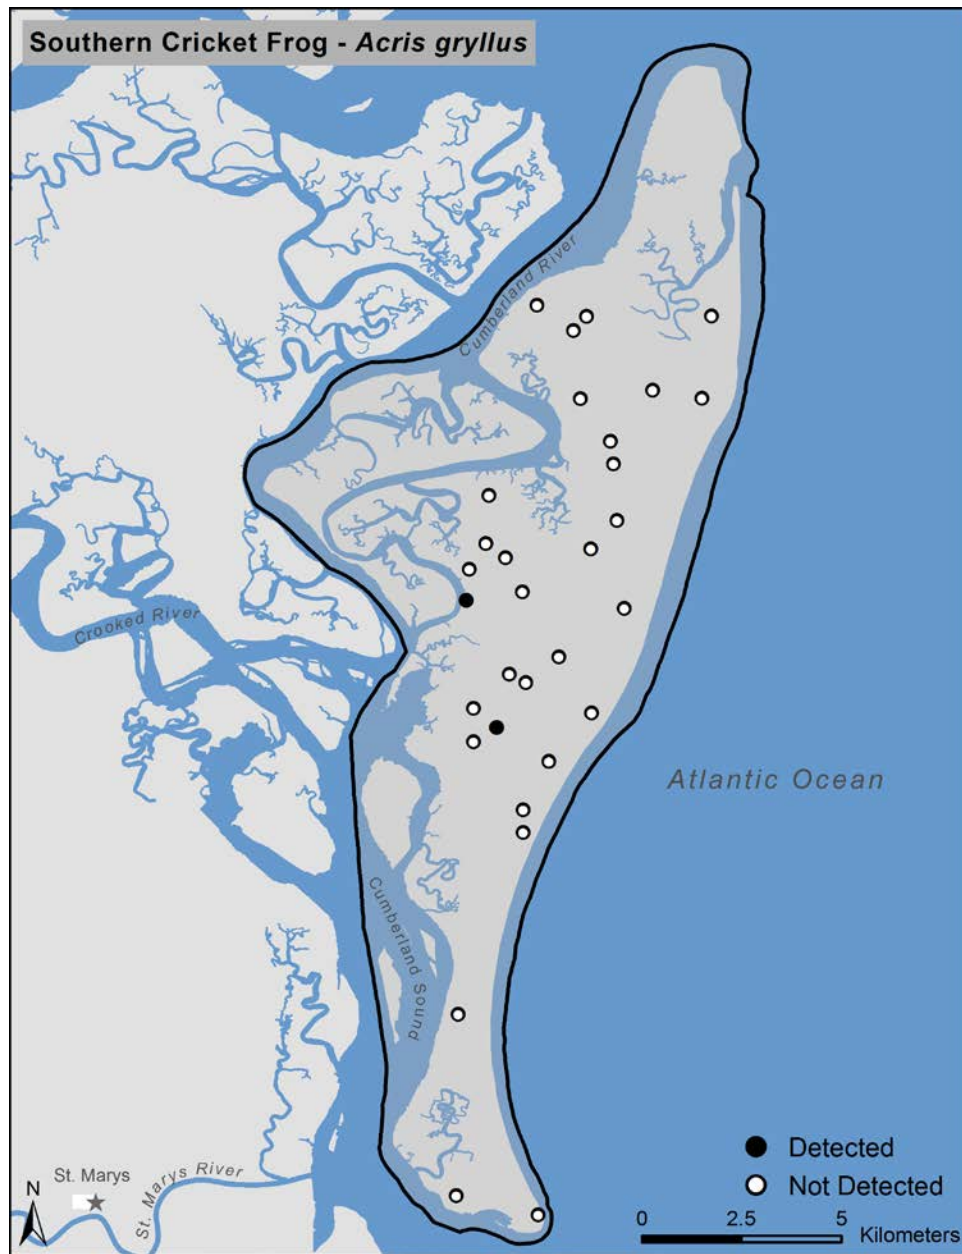 Southern Cricket Frog - Acris gryllus
Cumberland River
Crooked River
Atlantic Ocean
Cumberland Sound
Detected
Not Detected
N
St. Marys
St. Marys River
0 2.5 5 Kilometers